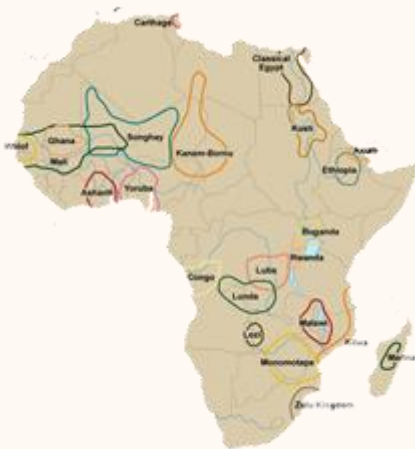 Carthage
Classical
Egypt
Wolof
Ghana
Songhay
Mali
Kanem-Bornu
Kush
Axum
Ethiopia
Ashanti
Yoruba
Buganda
Rwanda
Congo
Luba
Lunda
Malawi
Lozi
Kilwa
Merina
Monomotapa
Zulu Kingdom